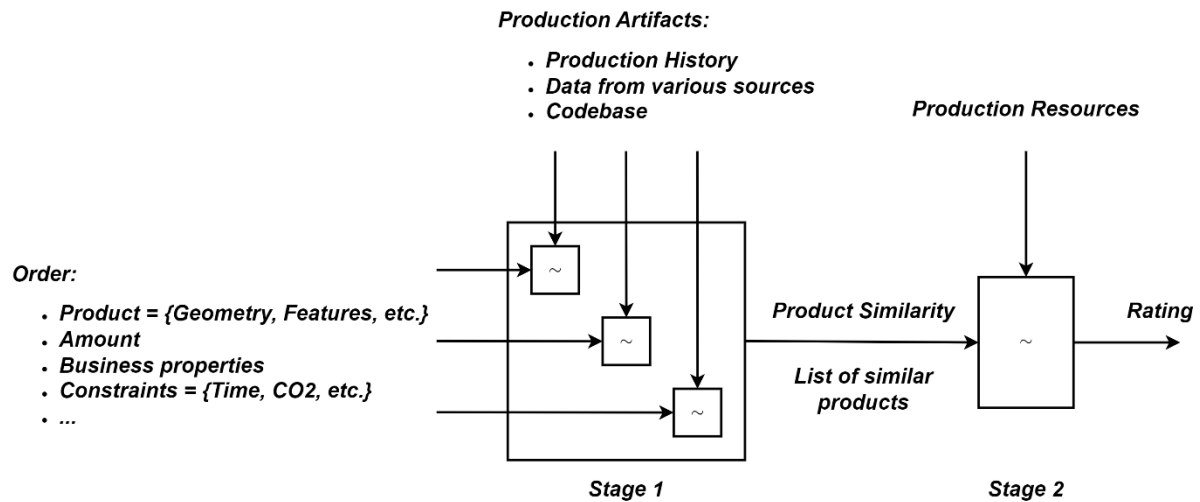 Production Artifacts:
• Production History
• Data from various sources
• Codebase
Production Resources
Order:
• Product = {Geometry, Features, etc.}
• Amount
• Business properties
• Constraints = {Time, CO2, etc.}
• ...
~
~
~
Product Similarity
List of similar
products
~
Rating
Stage 1
Stage 2